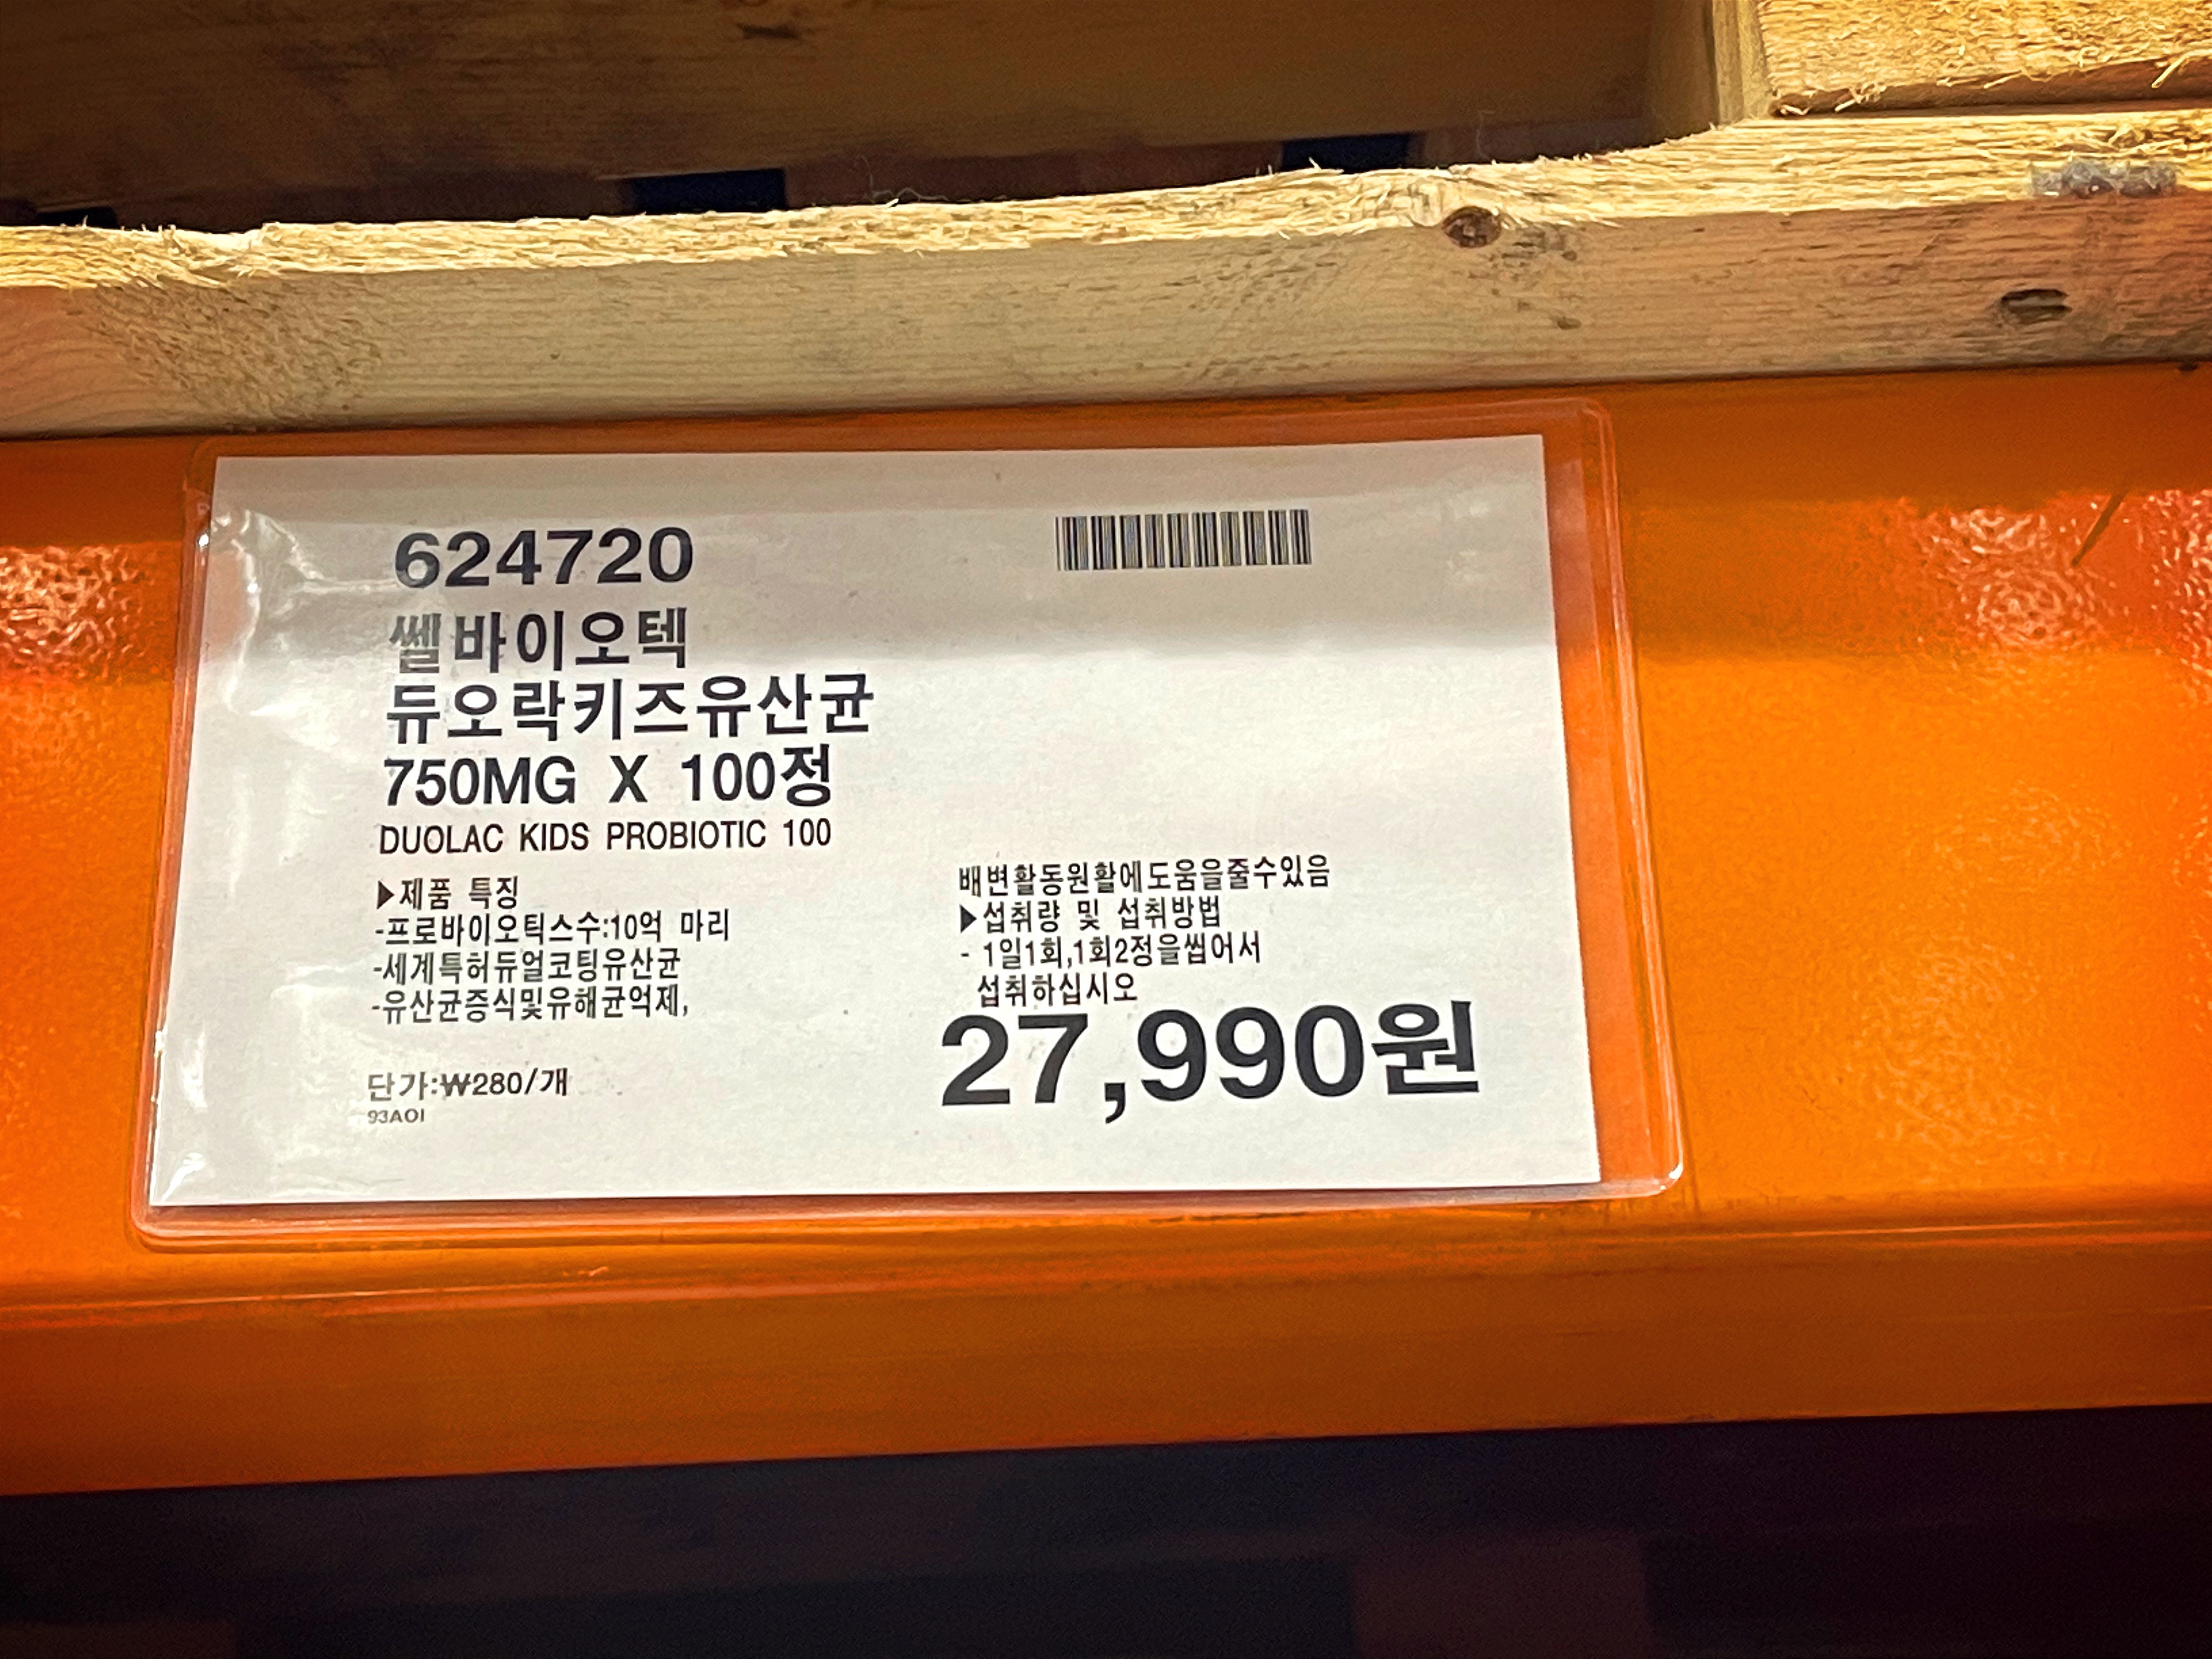 624720
쎌바이오텍
듀오락키즈유산균
750MG X 100정
DUOLAC KIDS PROBIOTIC 100
▶제품 특징
-프로바이오틱스수:10억 마리
-세계특허듀얼코팅유산균
-유산균증식및유해균억제,
배변활동원활에도움을줄수있음
▶섭취량 및 섭취방법
- 1일1회,1회2정을씹어서
섭취하십시오
27,990원
단가:₩280/개
93AOI